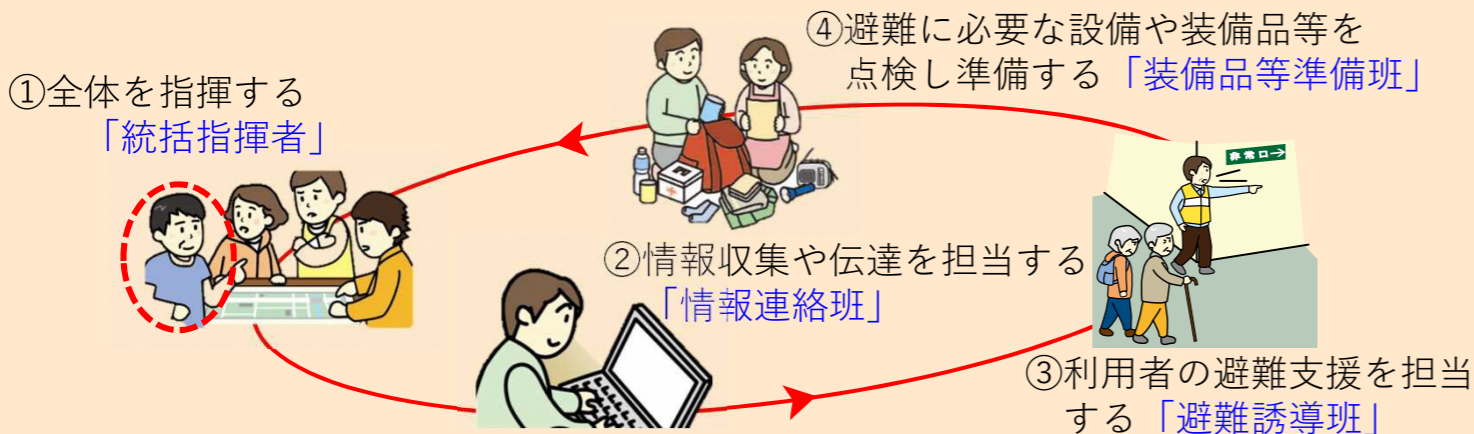 ①全体を指揮する
「統括指揮者」
②情報収集や伝達を担当する
「情報連絡班」
③利用者の避難支援を担当
する「避難誘導班」
④避難に必要な設備や装備品等を
点検し準備する「装備品等準備班」
非常口→